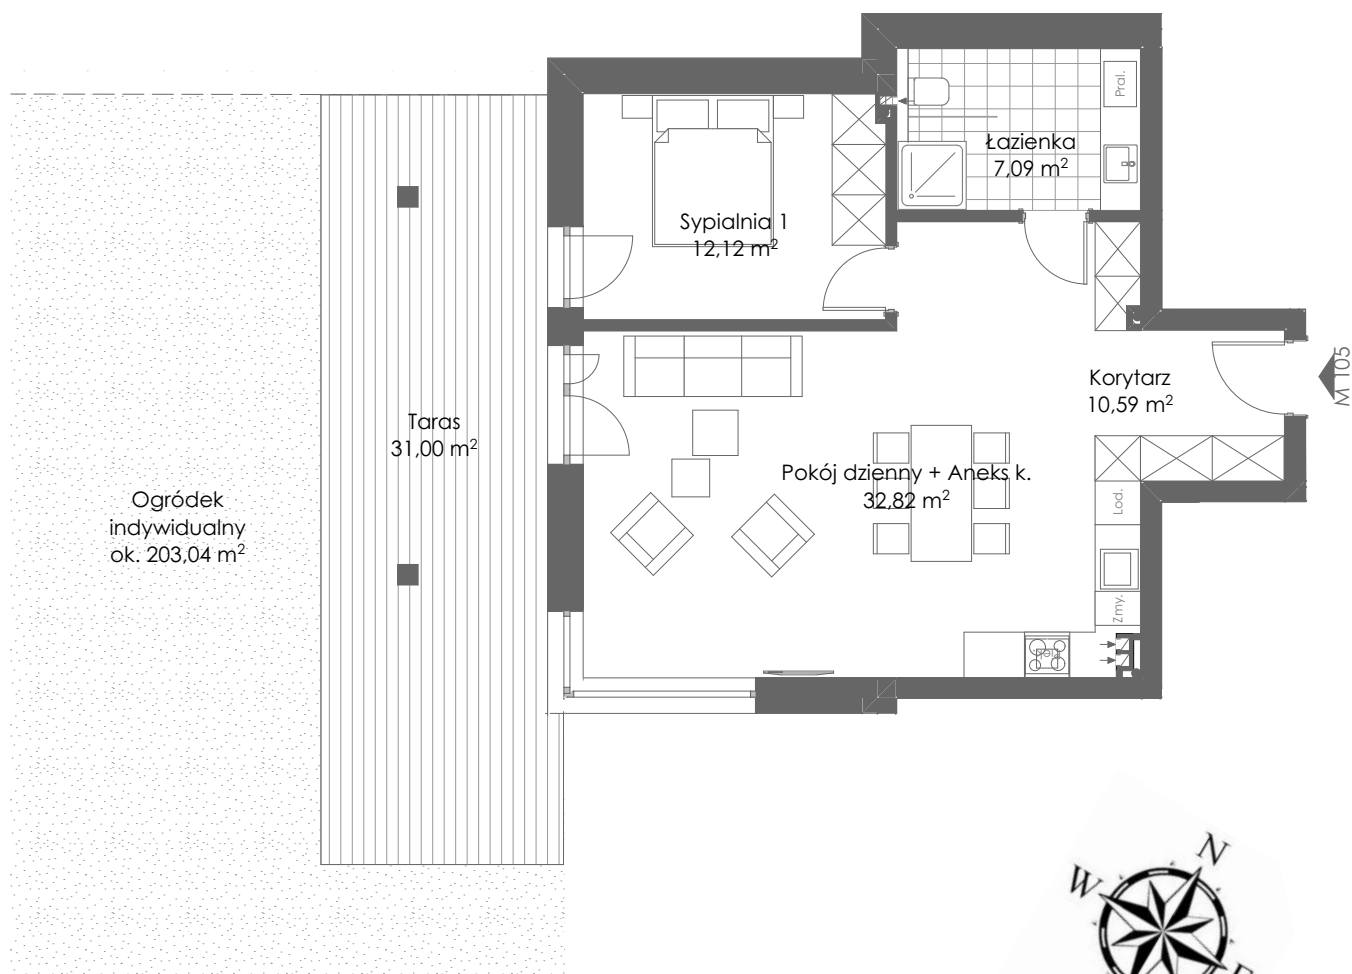 Pral.
Łazienka
7,09 m²
Sypialnia 1
12,12 m²
Korytarz
10,59 m²
M 105
Taras
31,00 m²
Pokój dzienny + Aneks k.
32,82 m²
Ogródek
indywidualny
ok. 203,04 m²
Lod.
Zmy.
N
W
E